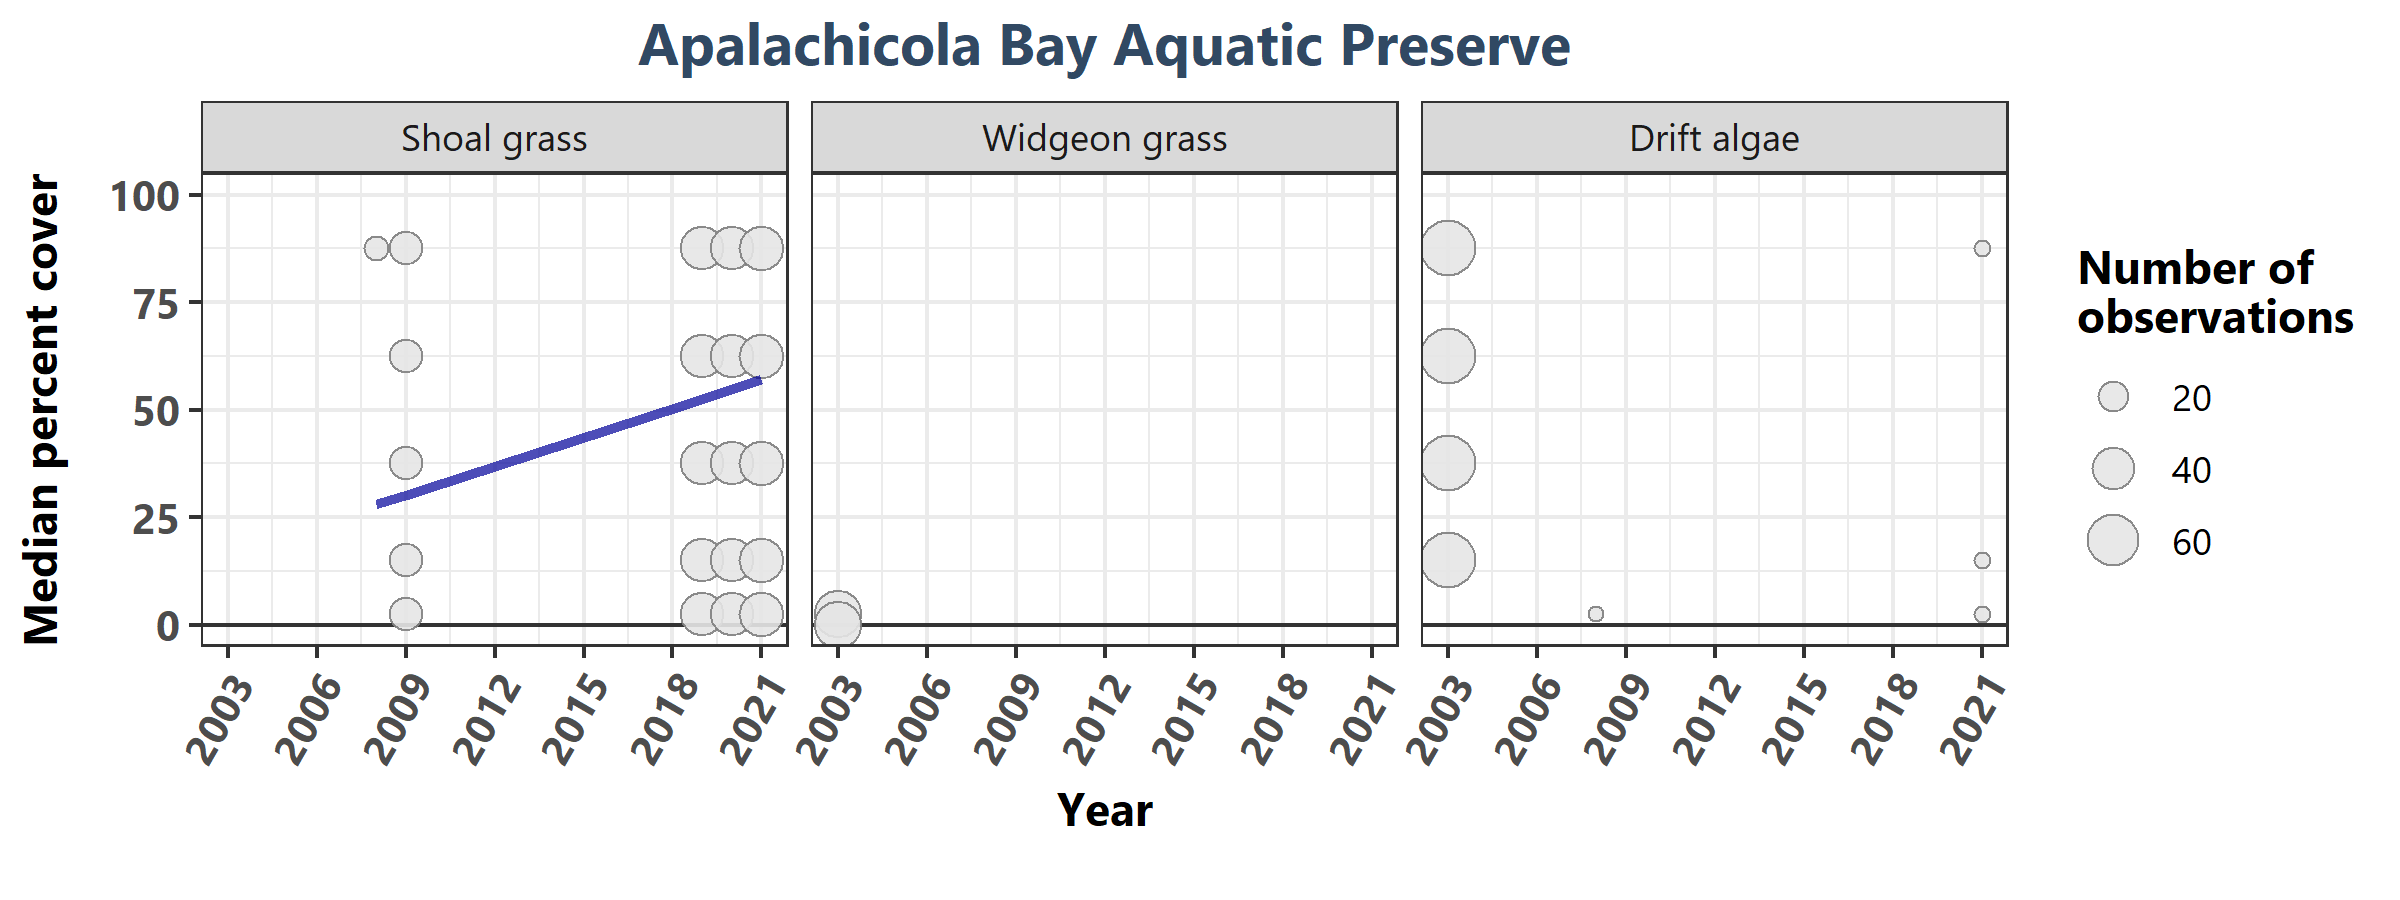 Apalachicola Bay Aquatic Preserve
Shoal grass
Widgeon grass
Drift algae
Median percent cover
100
75
50
25
0
2003 2006 2009 2012 2015 2018 2021
2003 2006 2009 2012 2015 2018 2021
2003 2006 2009 2012 2015 2018 2021
Year
Number of
observations
20
40
60